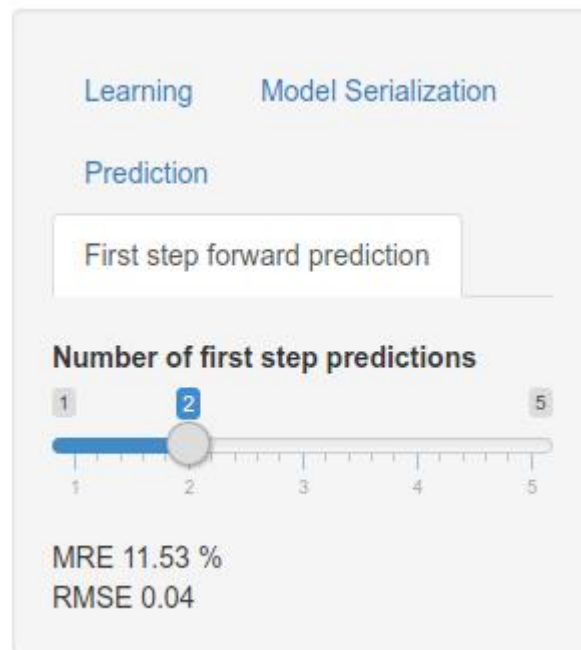 Learning Model Serialization
Prediction
First step forward prediction
Number of first step predictions
1 2 5
1 2 3 4 5
MRE 11.53 %
RMSE 0.04